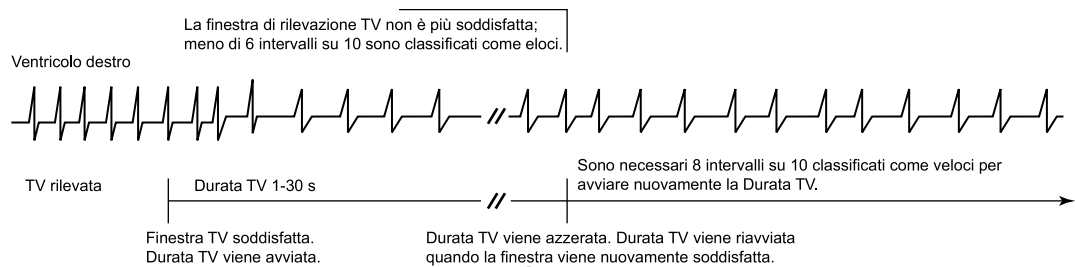 La finestra di rilevazione TV non è più soddisfatta;
meno di 6 intervalli su 10 sono classificati come eloci.
Ventricolo destro
Sono necessari 8 intervalli su 10 classificati come veloci per
avviare nuovamente la Durata TV.
TV rilevata
Durata TV 1-30 s
Finestra TV soddisfatta.
Durata TV viene avviata.
Durata TV viene azzerata. Durata TV viene riavviata
quando la finestra viene nuovamente soddisfatta.